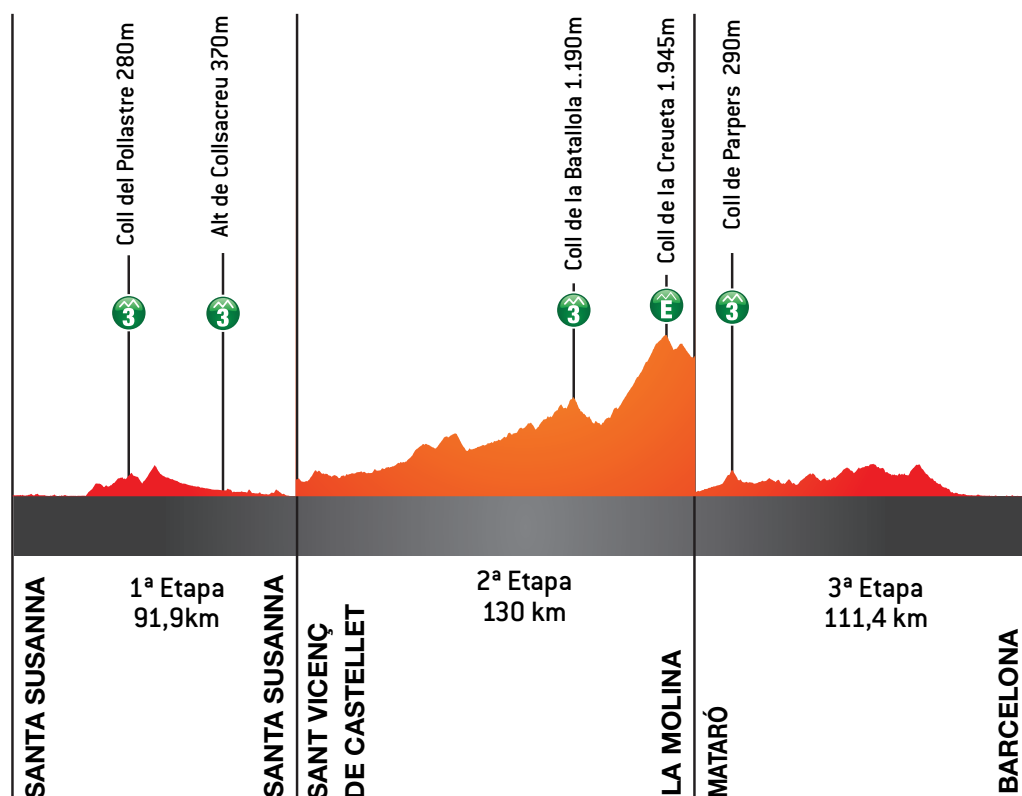 Coll del Pollastre 280m
Alt de Collsacreu 370m
Coll de la Batallola 1.190m
Coll de la Creueta 1.945m
Coll de Parpers 290m
3
3
3
E
3
1ª Etapa
91,9km
2ª Etapa
130 km
3ª Etapa
111,4 km
SANTA SUSANNA
SANTA SUSANNA
SANT VICENÇ
DE CASTELLET
LA MOLINA
MATARÓ
BARCELONA